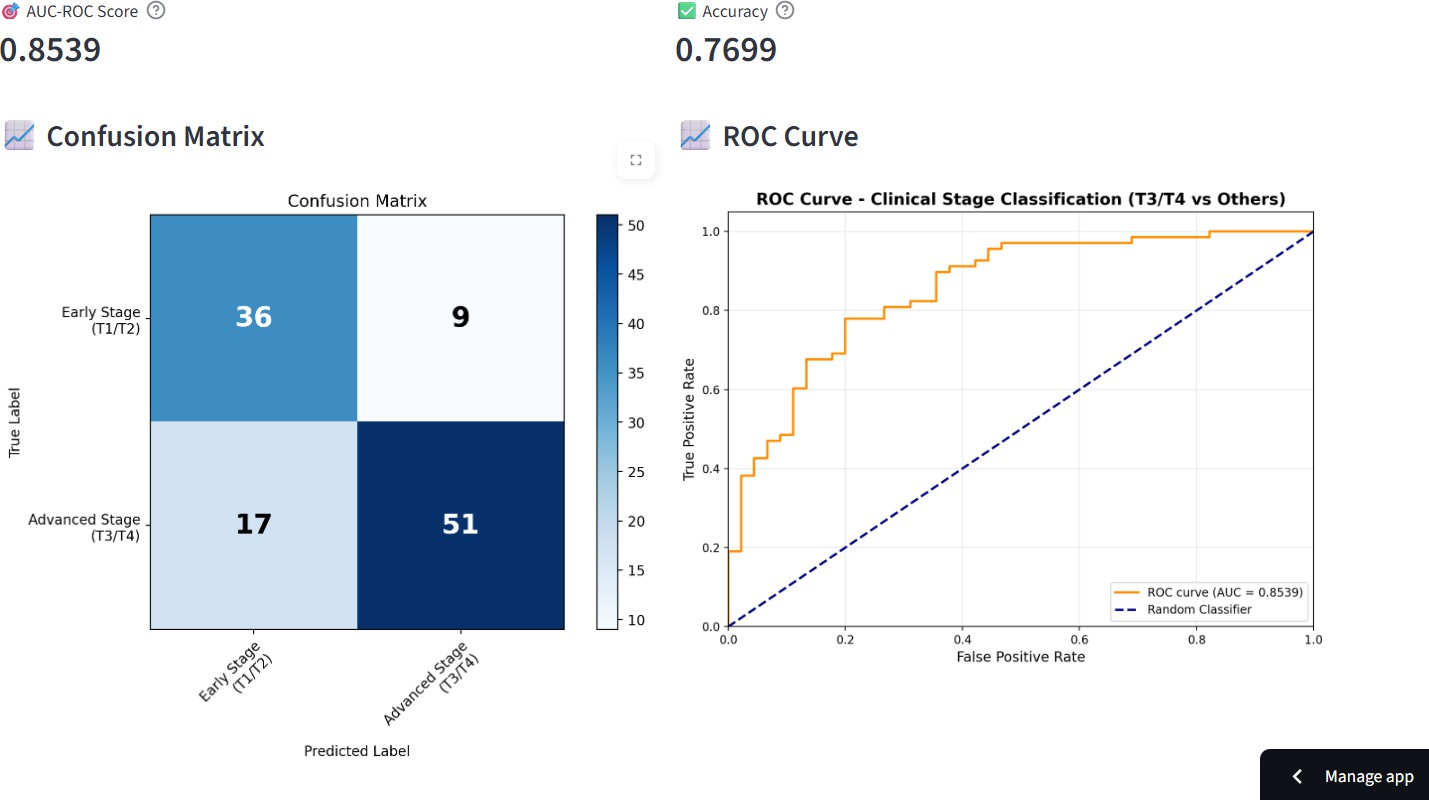 AUC-ROC Score
0.8539
Accuracy
0.7699
Confusion Matrix
Confusion Matrix
True Label
Early Stage
(T1/T2)
36
9
Advanced Stage
(T3/T4)
17
51
Early Stage
(T1/T2)
Advanced Stage
(T3/T4)
Predicted Label
50
45
40
35
30
25
20
15
10
ROC Curve
ROC Curve - Clinical Stage Classification (T3/T4 vs Others)
True Positive Rate
1.0
0.8
0.6
0.4
0.2
0.0
0.0
0.2
0.4
0.6
0.8
1.0
False Positive Rate
ROC curve (AUC = 0.8539)
Random Classifier
Manage app